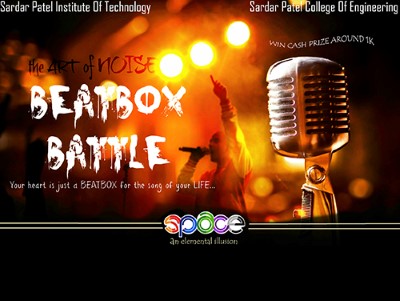 Sardar Patel Institute Of Technology
Sardar Patel College Of Engineering
WIN CASH PRIZE AROUND 1K
the ART of NOISE
BEATBOX
BATTLE
Your heart is just a BEATBOX for the song of your LIFE...
space
an elemental illusion